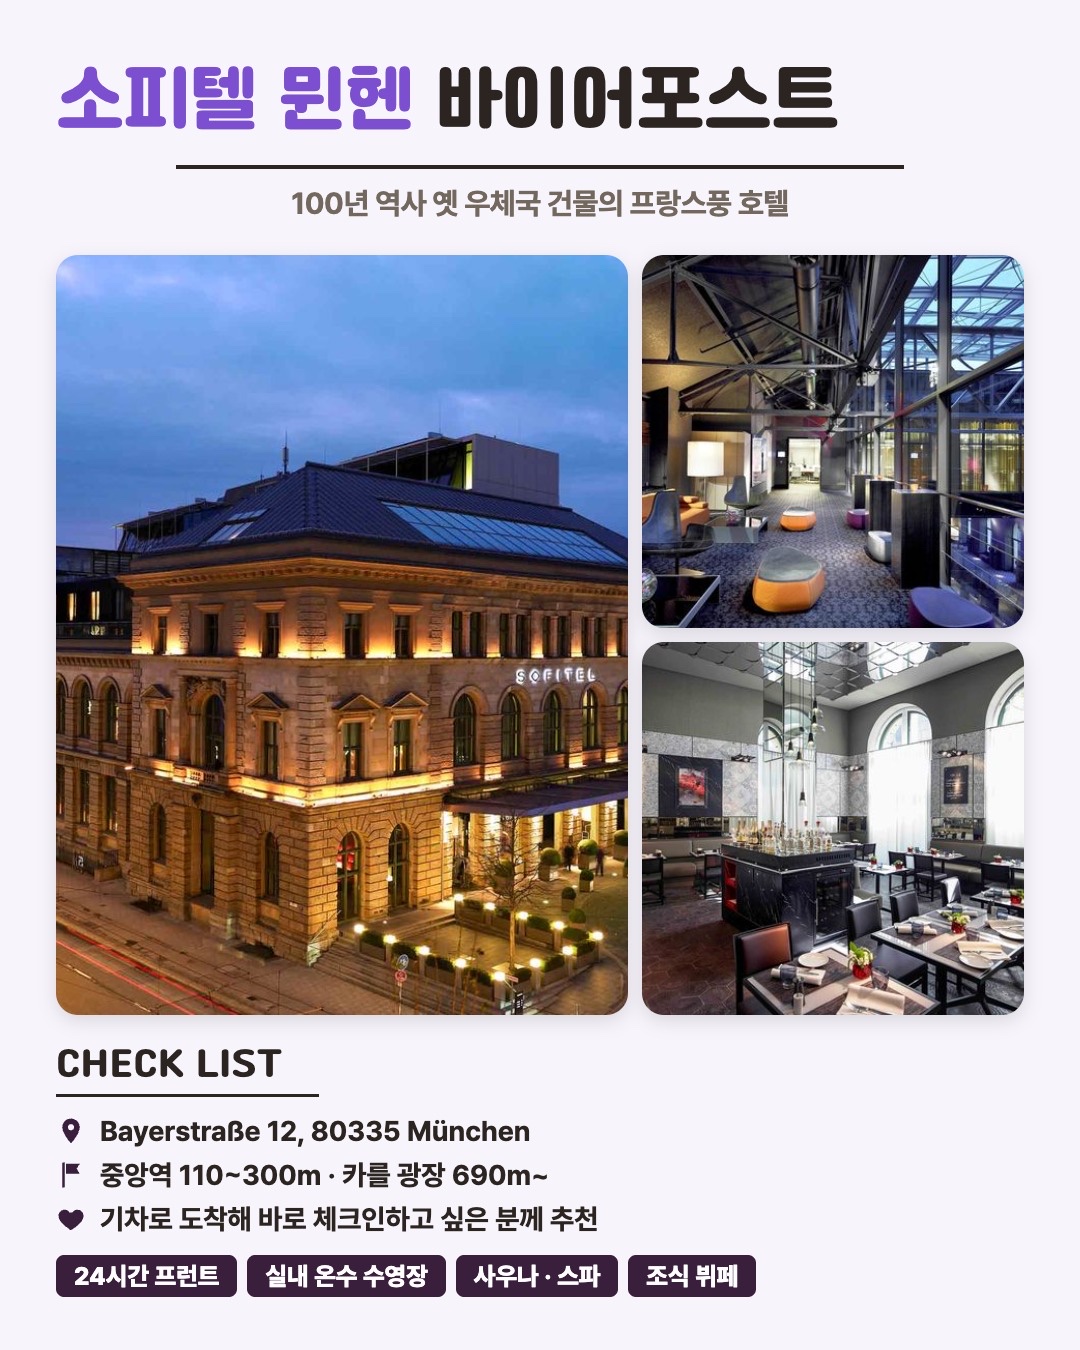 소피텔 뮌헨 바이어포스트
100년 역사 옛 우체국 건물의 프랑스풍 호텔
SOFITEL
CHECK LIST
Bayerstraße 12, 80335 München
중앙역 110~300m · 카를 광장 690m~
기차로 도착해 바로 체크인하고 싶은 분께 추천
24시간 프런트 실내 온수 수영장 사우나 · 스파 조식 뷔페